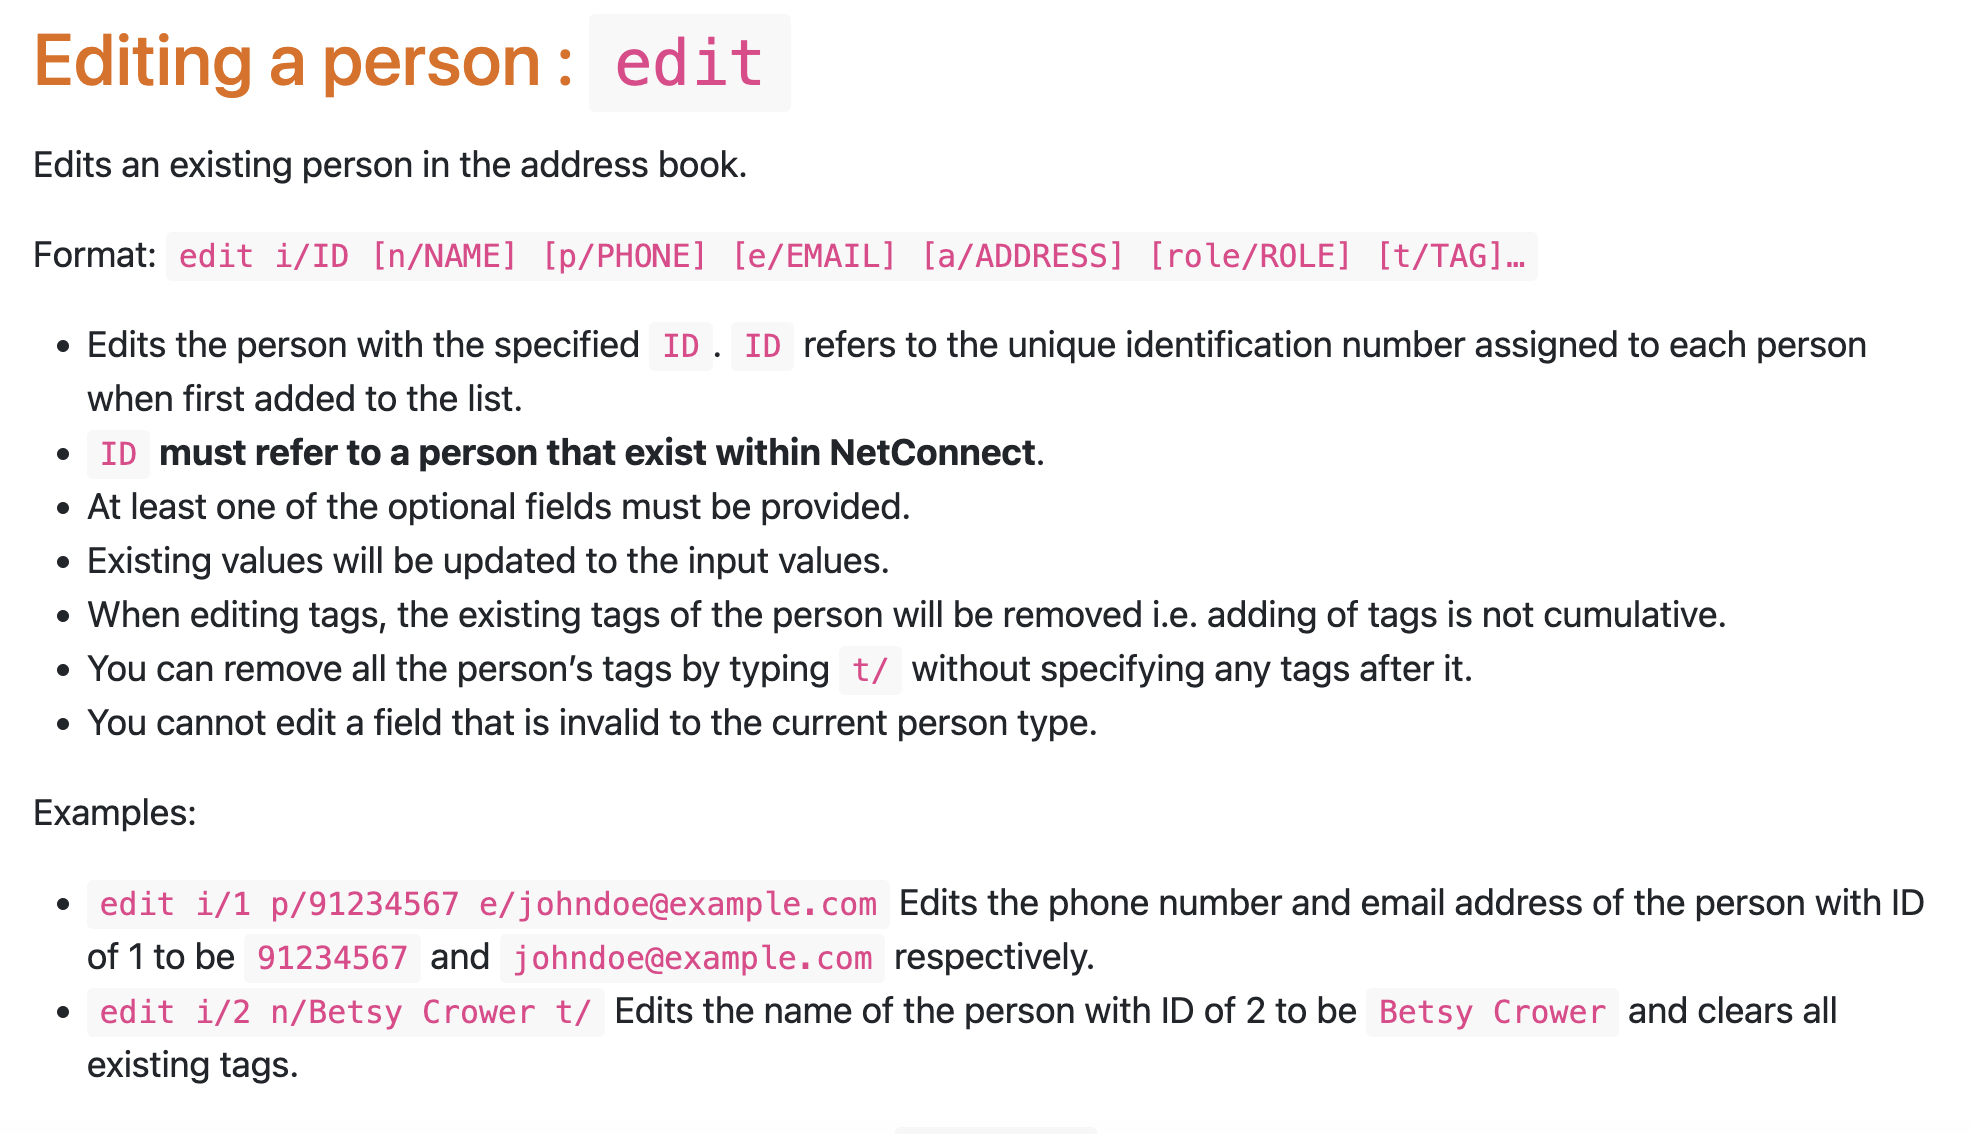 Editing a person : edit
Edits an existing person in the address book.
Format: edit i/ID [n/NAME] [p/PHONE] [e/EMAIL] [a/ADDRESS] [role/ROLE] [t/TAG]…
• Edits the person with the specified ID. ID refers to the unique identification number assigned to each person
when first added to the list.
• ID must refer to a person that exist within NetConnect.
• At least one of the optional fields must be provided.
• Existing values will be updated to the input values.
• When editing tags, the existing tags of the person will be removed i.e. adding of tags is not cumulative.
• You can remove all the person’s tags by typing t/ without specifying any tags after it.
• You cannot edit a field that is invalid to the current person type.
Examples:
• edit i/1 p/91234567 e/johndoe@example.com Edits the phone number and email address of the person with ID
of 1 to be 91234567 and johndoe@example.com respectively.
• edit i/2 n/Betsy Crower t/ Edits the name of the person with ID of 2 to be Betsy Crower and clears all
existing tags.